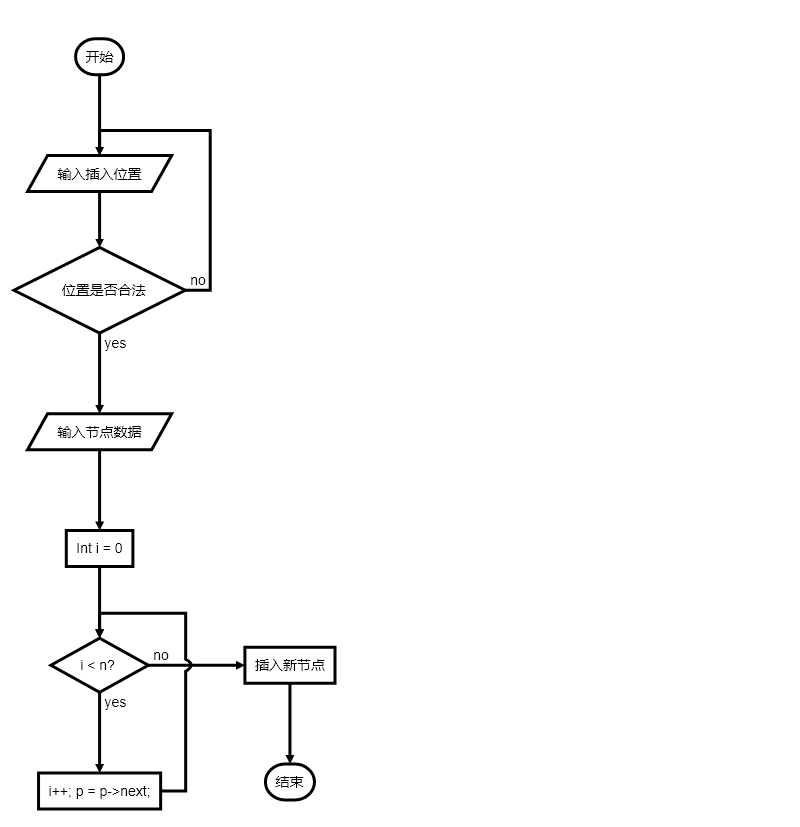 开始
输入插入位置
位置是否合法
no
yes
输入节点数据
Int i = 0
i < n?
no
插入新节点
yes
i++; p = p->next;
结束